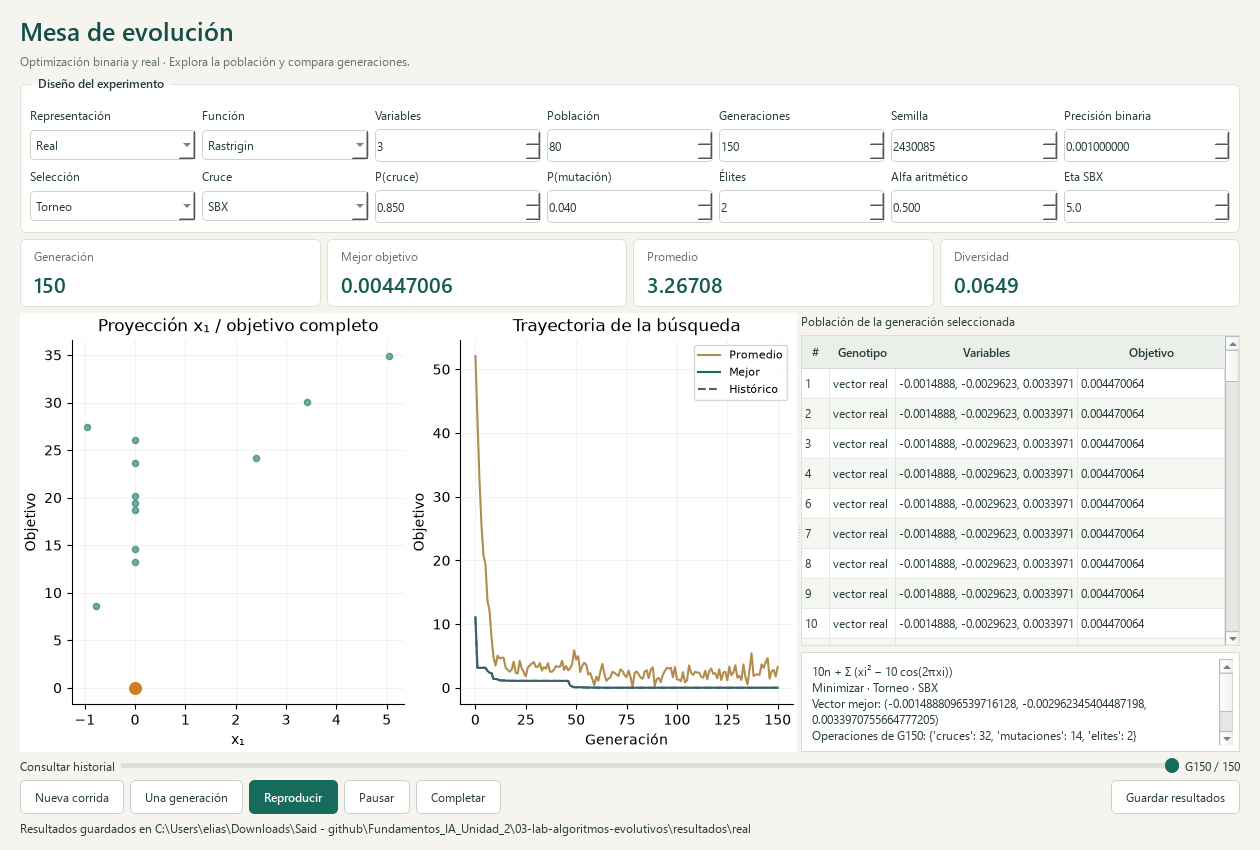 Mesa de evolución
Optimización binaria y real · Explora la población y compara generaciones.
Diseño del experimento
Representación Función Variables Población Generaciones Semilla Precisión binaria
Real Rastrigin 3 80 150 2430085 0.001000000
Selección Cruce P(cruce) P(mutación) Élites Alfa aritmético Eta SBX
Torneo SBX 0.850 0.040 2 0.500 5.0
Generación Mejor objetivo Promedio Diversidad
150 0.00447006 3.26708 0.0649
Proyección x₁ / objetivo completo
Objetivo
35
30
25
20
15
10
5
0
−1 0 1 2 3 4 5
x₁
Trayectoria de la búsqueda
Promedio
Mejor
Histórico
Objetivo
50
40
30
20
10
0
0 25 50 75 100 125 150
Generación
Población de la generación seleccionada
# Genotipo Variables Objetivo
1 vector real -0.0014888, -0.0029623, 0.0033971 0.004470064
2 vector real -0.0014888, -0.0029623, 0.0033971 0.004470064
3 vector real -0.0014888, -0.0029623, 0.0033971 0.004470064
4 vector real -0.0014888, -0.0029623, 0.0033971 0.004470064
6 vector real -0.0014888, -0.0029623, 0.0033971 0.004470064
7 vector real -0.0014888, -0.0029623, 0.0033971 0.004470064
8 vector real -0.0014888, -0.0029623, 0.0033971 0.004470064
9 vector real -0.0014888, -0.0029623, 0.0033971 0.004470064
10 vector real -0.0014888, -0.0029623, 0.0033971 0.004470064
10n + Σ (xi² − 10 cos(2πxi))
Minimizar · Torneo · SBX
Vector mejor: (-0.0014888096539716128, -0.002962345404487198,
0.0033970755664777205)
Operaciones de G150: {'cruces': 32, 'mutaciones': 14, 'elites': 2}
Consultar historial G150 / 150
Nueva corrida Una generación Reproducir Pausar Completar Guardar resultados
Resultados guardados en C:\Users\elias\Downloads\Said - github\Fundamentos_IA_Unidad_2\03-lab-algoritmos-evolutivos\resultados\real